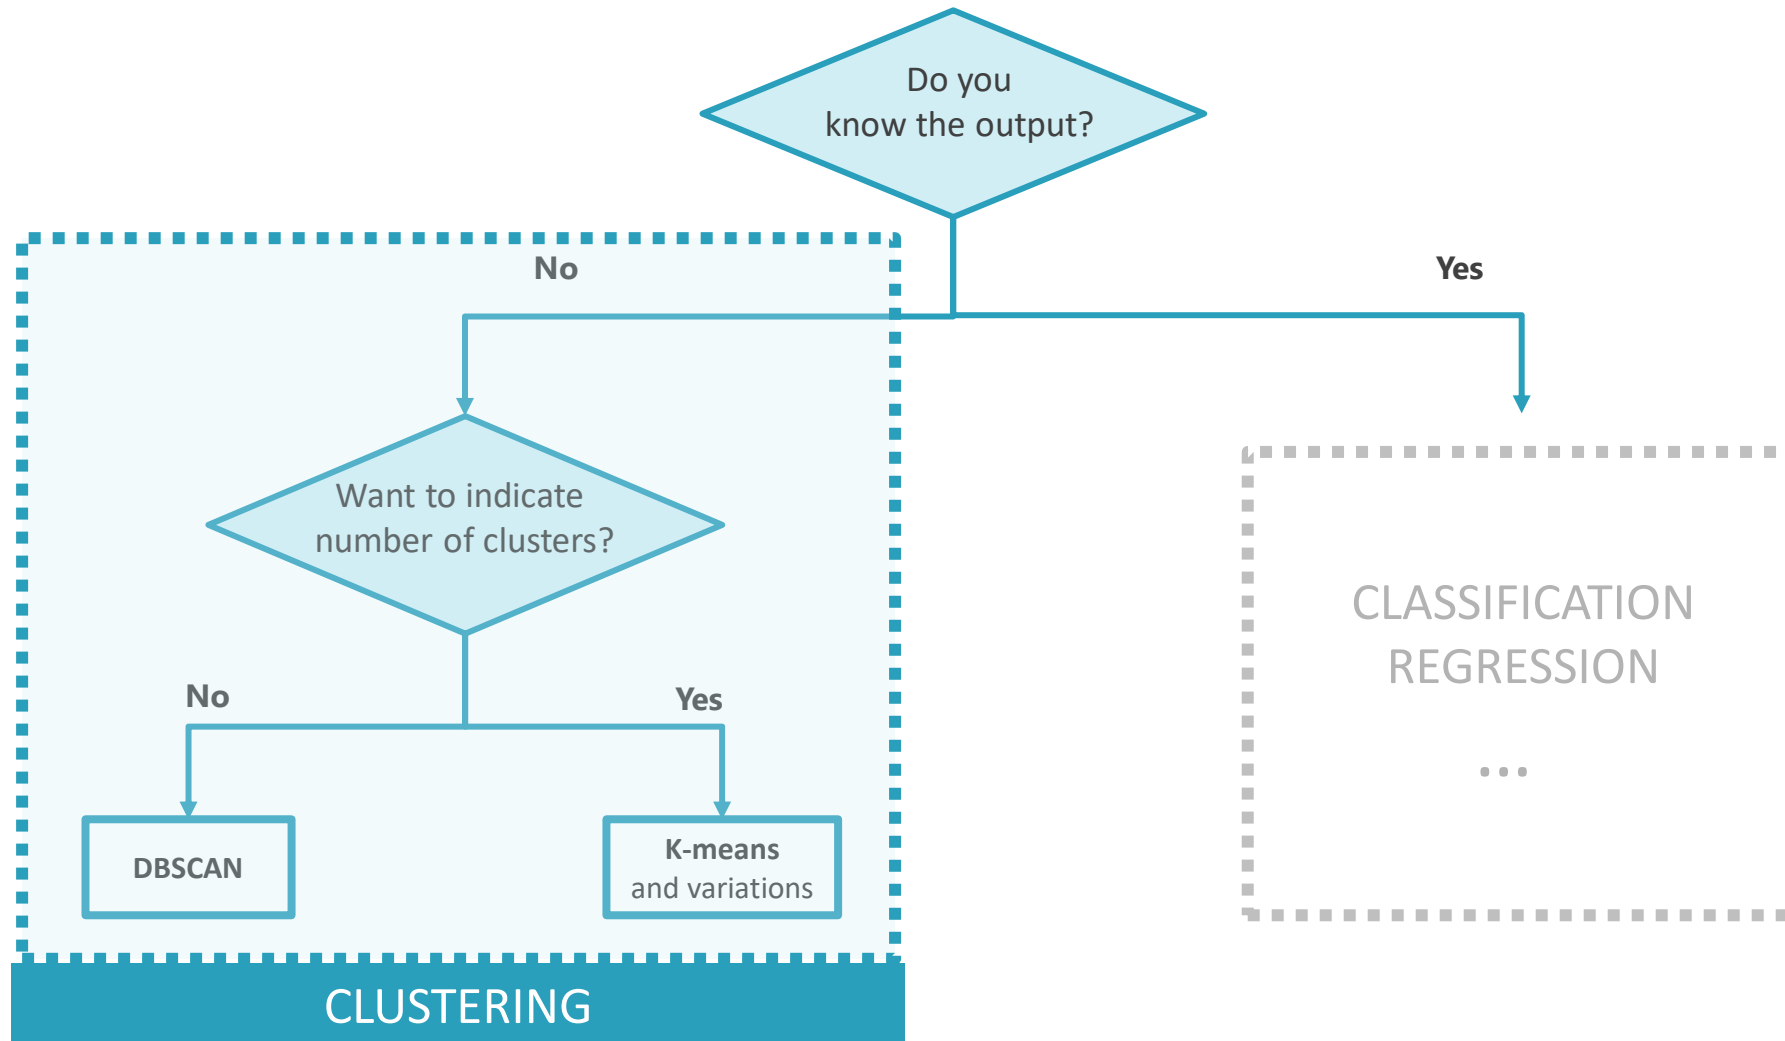 Do you
know the output?
No
Yes
Want to indicate
number of clusters?
No
Yes
DBSCAN
K-means
and variations
CLUSTERING
CLASSIFICATION
REGRESSION
...